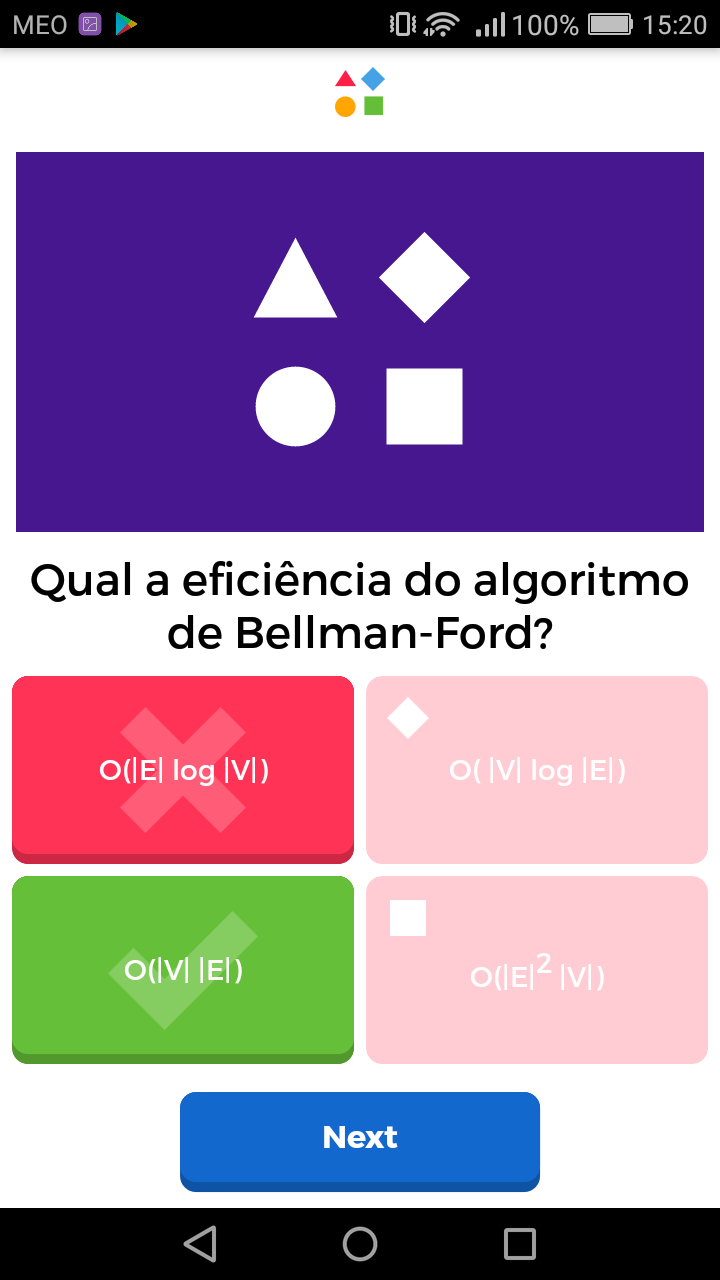 MEO 100% 15:20
Qual a eficiência do algoritmo
de Bellman-Ford?
O(|E| log |V|)
O( |V| log |E|)
O(|V| |E|)
O(|E|² |V|)
Next